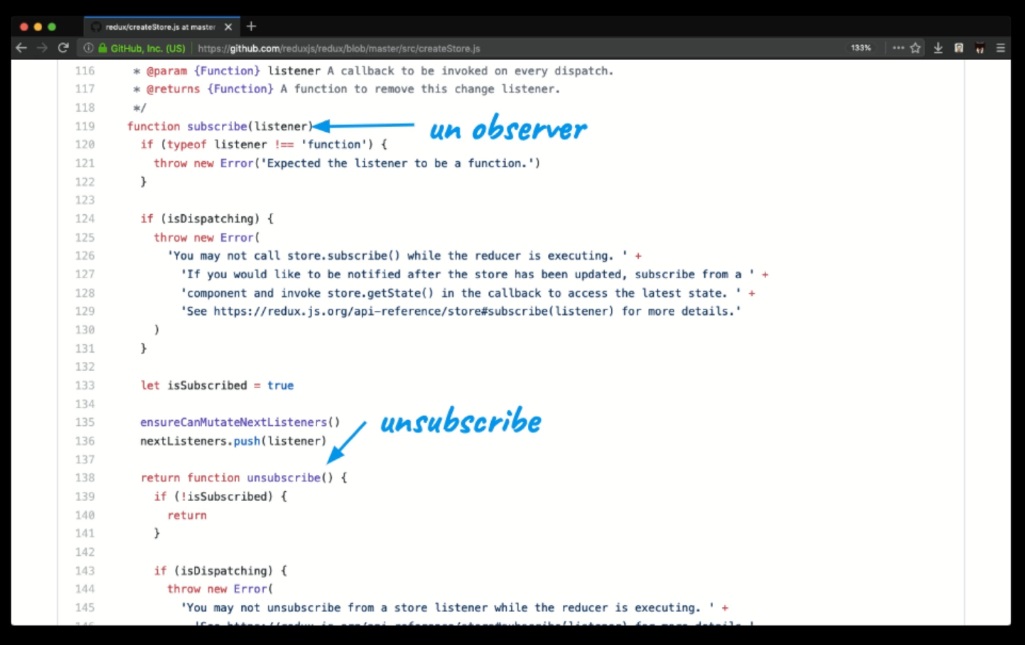 redux/createStore.js at master
GitHub, Inc. (US) https://github.com/reduxjs/redux/blob/master/src/createStore.js 133%
116 * @param {Function} listener A callback to be invoked on every dispatch.
117 * @returns {Function} A function to remove this change listener.
118 */
119 function subscribe(listener) un observer
120 if (typeof listener !== 'function') {
121 throw new Error('Expected the listener to be a function.')
122 }
123
124 if (isDispatching) {
125 throw new Error(
126 'You may not call store.subscribe() while the reducer is executing. ' +
127 'If you would like to be notified after the store has been updated, subscribe from a ' +
128 'component and invoke store.getState() in the callback to access the latest state. ' +
129 'See https://redux.js.org/api-reference/store#subscribe(listener) for more details.'
130 )
131 }
132
133 let isSubscribed = true
134
135 ensureCanMutateNextListeners() unsubscribe
136 nextListeners.push(listener)
137
138 return function unsubscribe() {
139 if (!isSubscribed) {
140 return
141 }
142
143 if (isDispatching) {
144 throw new Error(
145 'You may not unsubscribe from a store listener while the reducer is executing. ' +